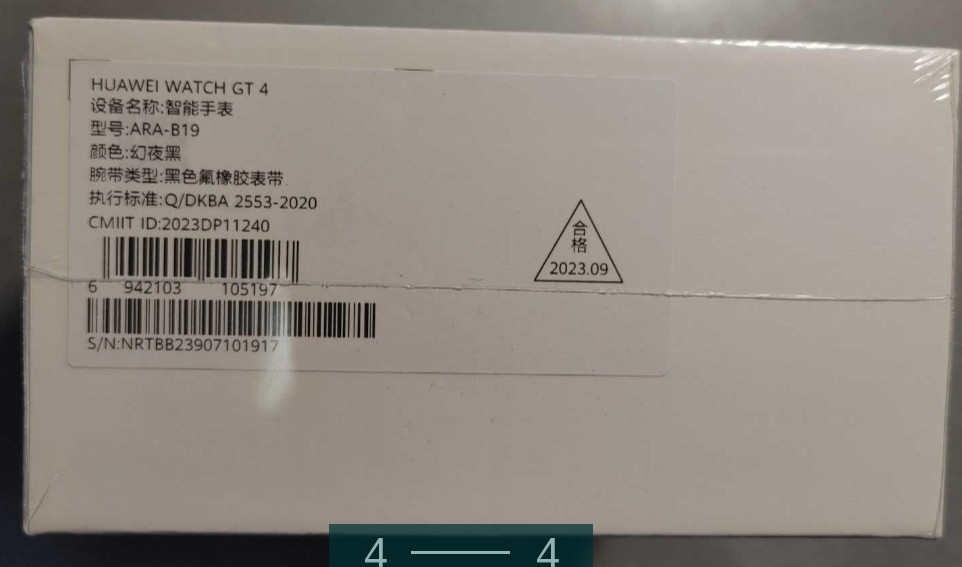 HUAWEI WATCH GT 4
设备名称:智能手表
型号:ARA-B19
颜色:幻夜黑
腕带类型:黑色氟橡胶表带
执行标准:Q/DKBA 2553-2020
CMIIT ID:2023DP11240
6 942103 105197
S/N:NRTBB23907101917
合
格
2023.09
4 — 4